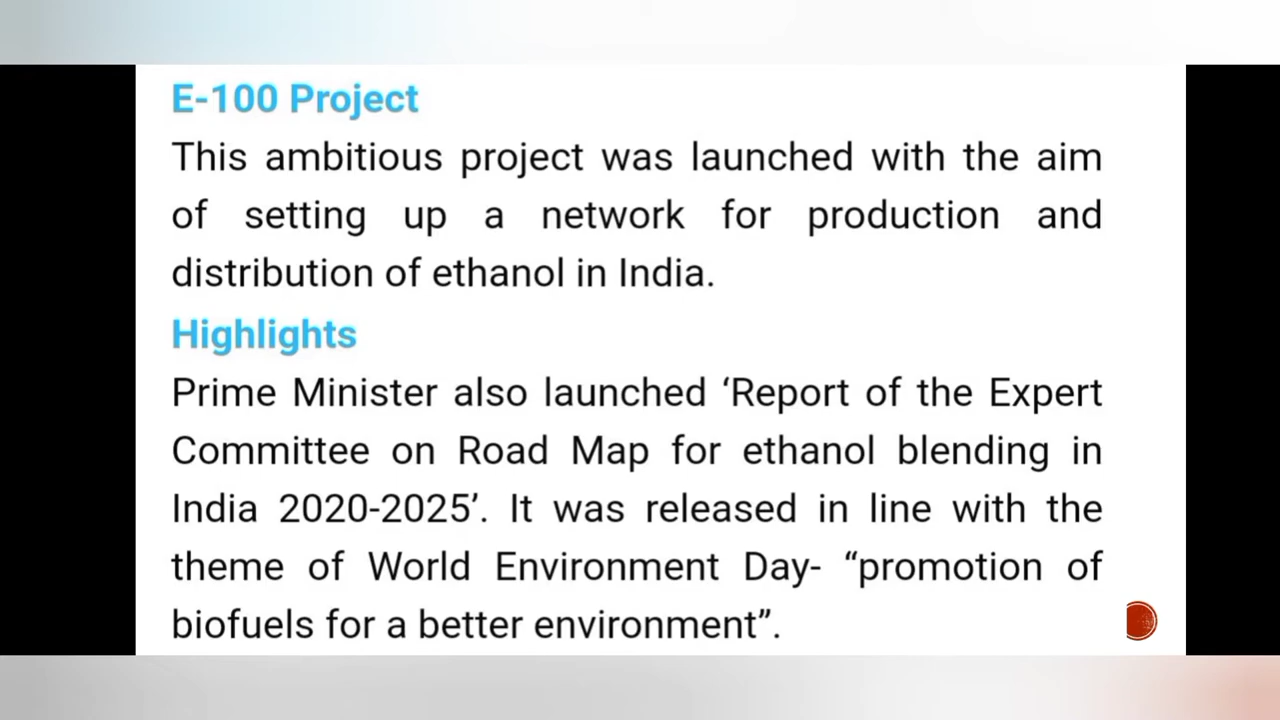 E-100 Project
This ambitious project was launched with the aim
of setting up a network for production and
distribution of ethanol in India.
Highlights
Prime Minister also launched ‘Report of the Expert
Committee on Road Map for ethanol blending in
India 2020-2025’. It was released in line with the
theme of World Environment Day- “promotion of
biofuels for a better environment”.